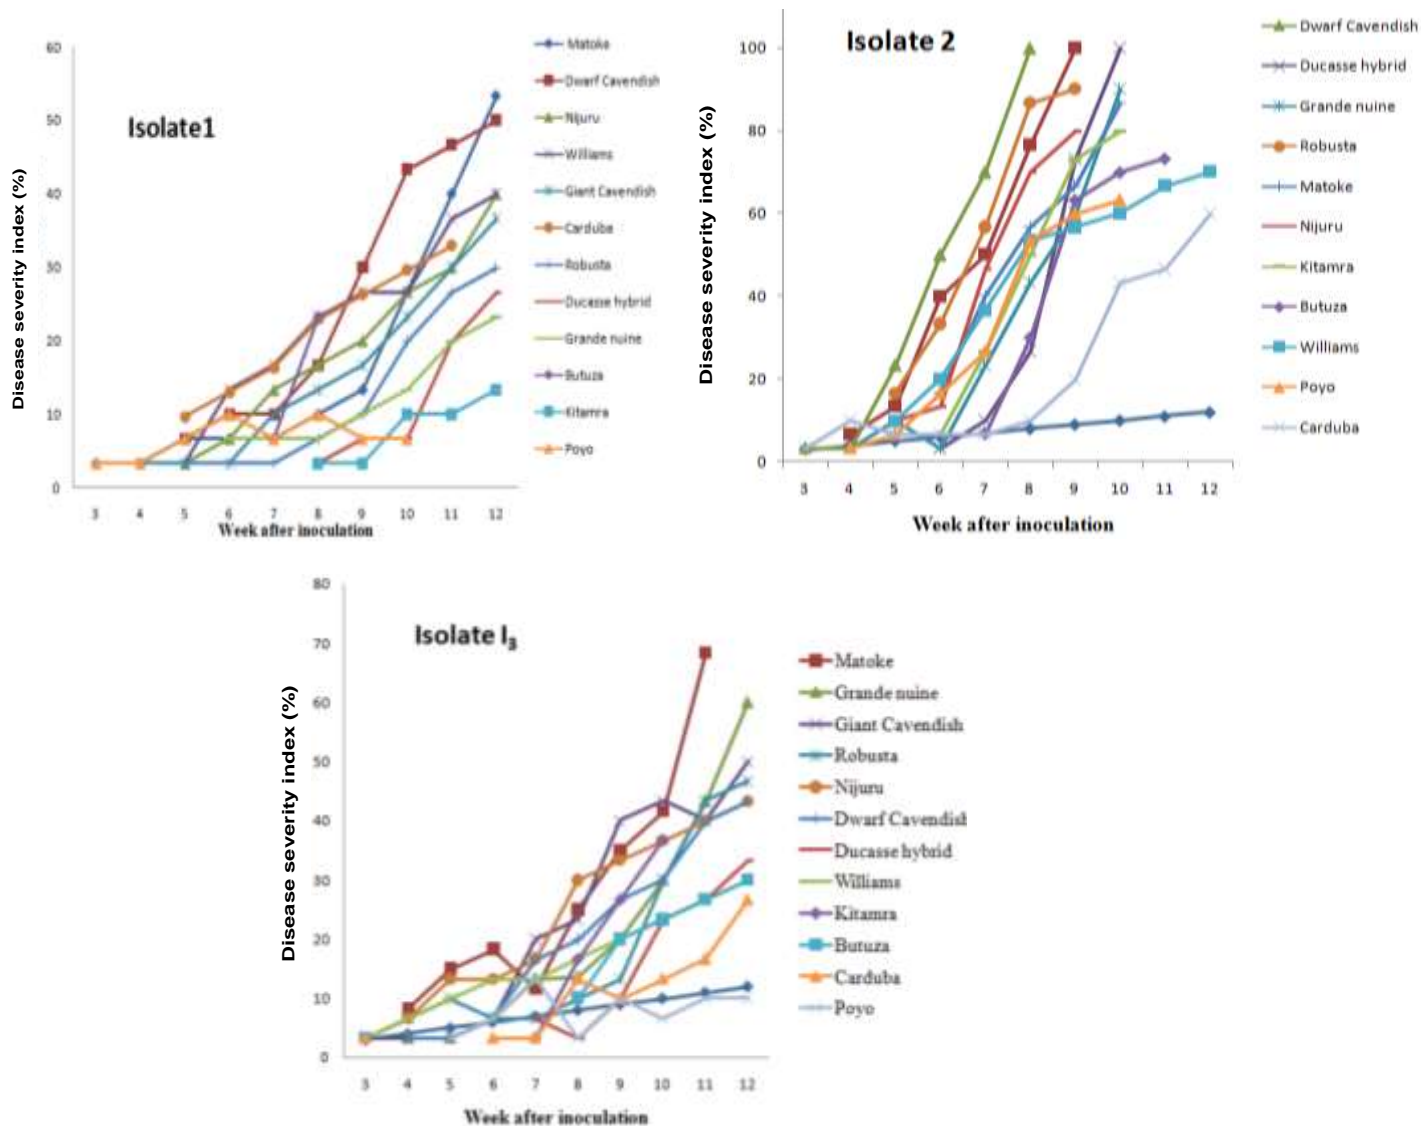 Isolate1
Disease severity index (%)
60
50
40
30
20
10
0
3 4 5 6 7 8 9 10 11 12
Week after inoculation
Matoke
Dwarf Cavendish
Nijuru
Williams
Giant Cavendish
Carduba
Robusta
Ducasse hybrid
Grande nuine
Butuza
Kitamra
Poyo
Isolate 2
Disease severity index (%)
100
80
60
40
20
0
3 4 5 6 7 8 9 10 11 12
Week after inoculation
Dwarf Cavendish
Ducasse hybrid
Grande nuine
Robusta
Matoke
Nijuru
Kitamra
Butuza
Williams
Poyo
Carduba
Isolate I3
Disease severity index (%)
80
70
60
50
40
30
20
10
0
3 4 5 6 7 8 9 10 11 12
Week after inoculation
Matoke
Grande nuine
Giant Cavendish
Robusta
Nijuru
Dwarf Cavendish
Ducasse hybrid
Williams
Kitamra
Butuza
Carduba
Poyo